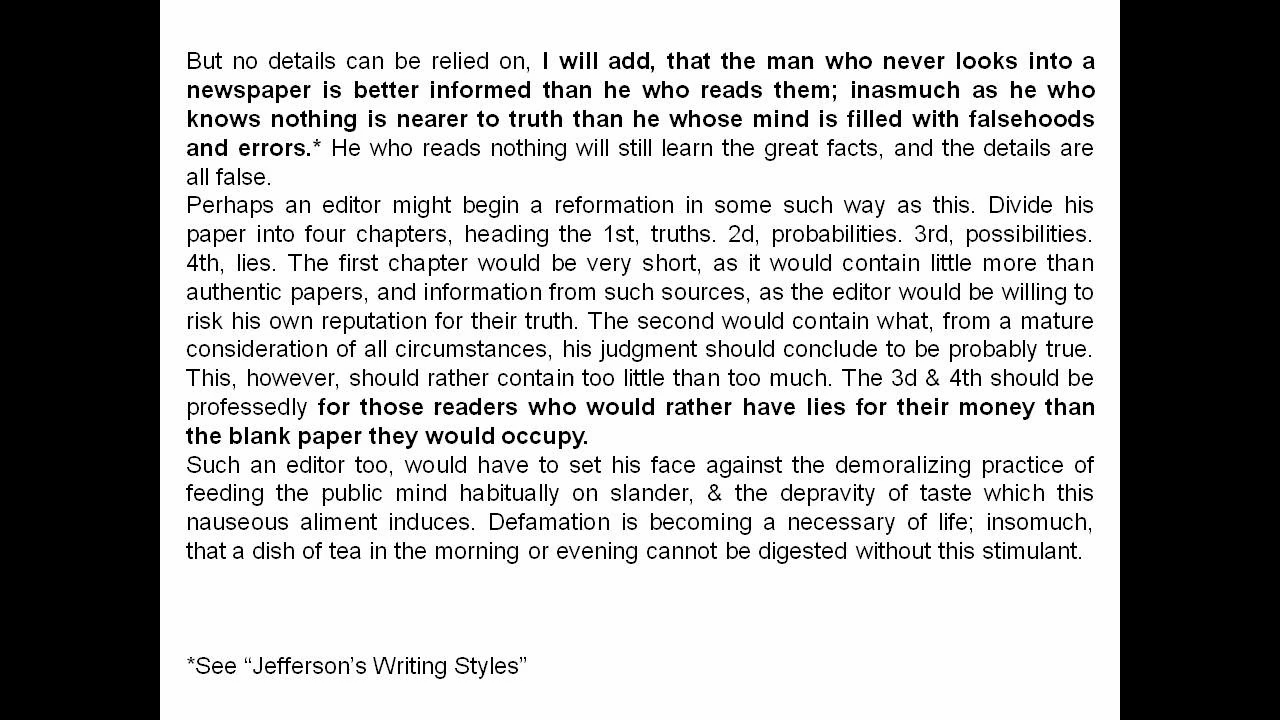 But no details can be relied on, I will add, that the man who never looks into a
newspaper is better informed than he who reads them; inasmuch as he who
knows nothing is nearer to truth than he whose mind is filled with falsehoods
and errors.* He who reads nothing will still learn the great facts, and the details are
all false.
Perhaps an editor might begin a reformation in some such way as this. Divide his
paper into four chapters, heading the 1st, truths. 2d, probabilities. 3rd, possibilities.
4th, lies. The first chapter would be very short, as it would contain little more than
authentic papers, and information from such sources, as the editor would be willing to
risk his own reputation for their truth. The second would contain what, from a mature
consideration of all circumstances, his judgment should conclude to be probably true.
This, however, should rather contain too little than too much. The 3d & 4th should be
professedly for those readers who would rather have lies for their money than
the blank paper they would occupy.
Such an editor too, would have to set his face against the demoralizing practice of
feeding the public mind habitually on slander, & the depravity of taste which this
nauseous aliment induces. Defamation is becoming a necessary of life; insomuch,
that a dish of tea in the morning or evening cannot be digested without this stimulant.
*See “Jefferson’s Writing Styles”